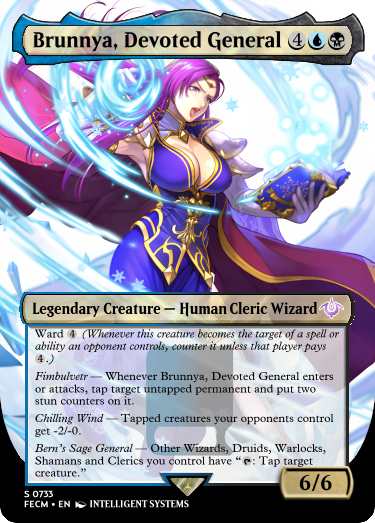 Brunnya, Devoted General 4
Legendary Creature — Human Cleric Wizard
Ward 4 (Whenever this creature becomes the target of a spell or
ability an opponent controls, counter it unless that player pays
4.)
Fimbulvetr — Whenever Brunnya, Devoted General enters
or attacks, tap target untapped permanent and put two
stun counters on it.
Chilling Wind — Tapped creatures your opponents control
get -2/-0.
Bern's Sage General — Other Wizards, Druids, Warlocks,
Shamans and Clerics you control have “: Tap target
creature.”
6/6
S 0733
FECM • EN INTELLIGENT SYSTEMS